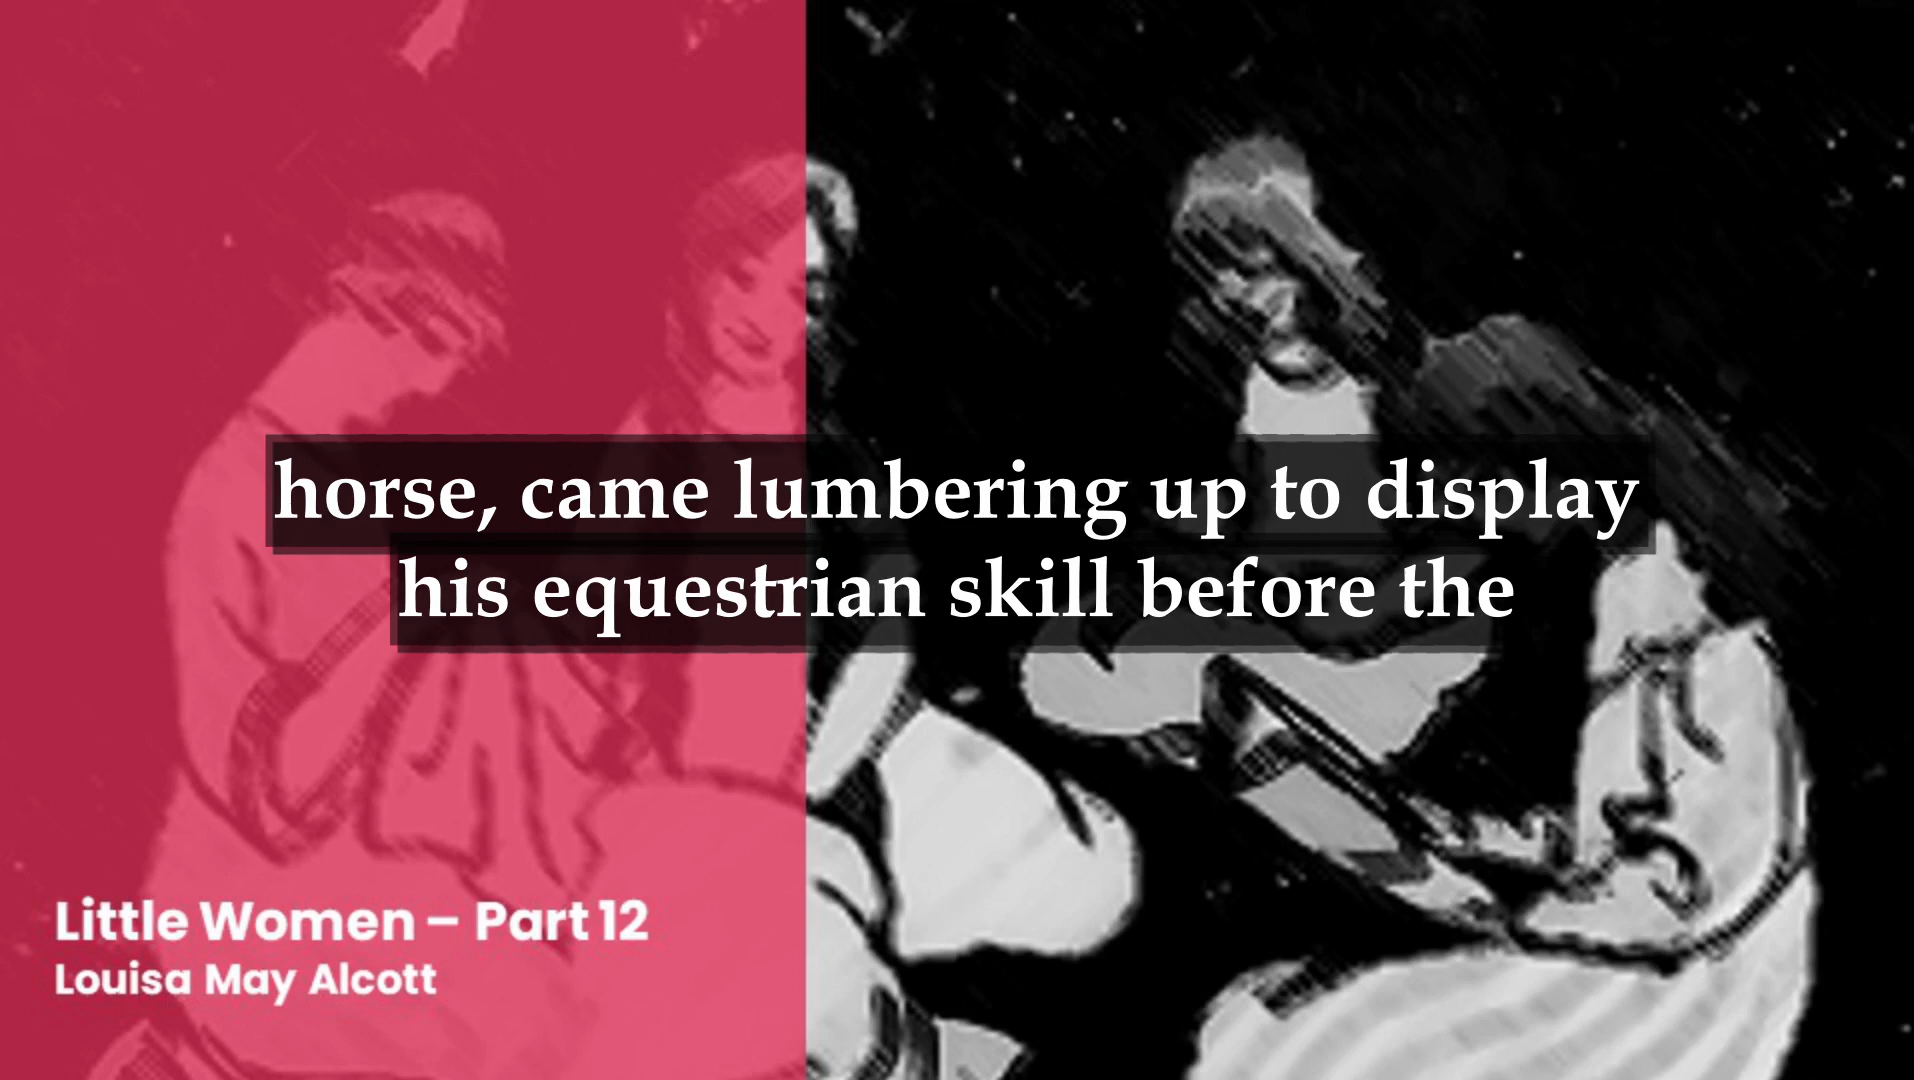 horse, came lumbering up to display
his equestrian skill before the
Little Women – Part 12
Louisa May Alcott